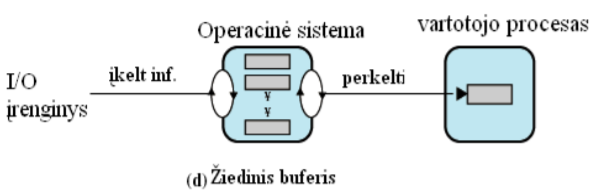 Operacinė sistema
vartotojo procesas
I/O
įrenginys
įkelt inf.
perkelti
(d) Žiedinis buferis